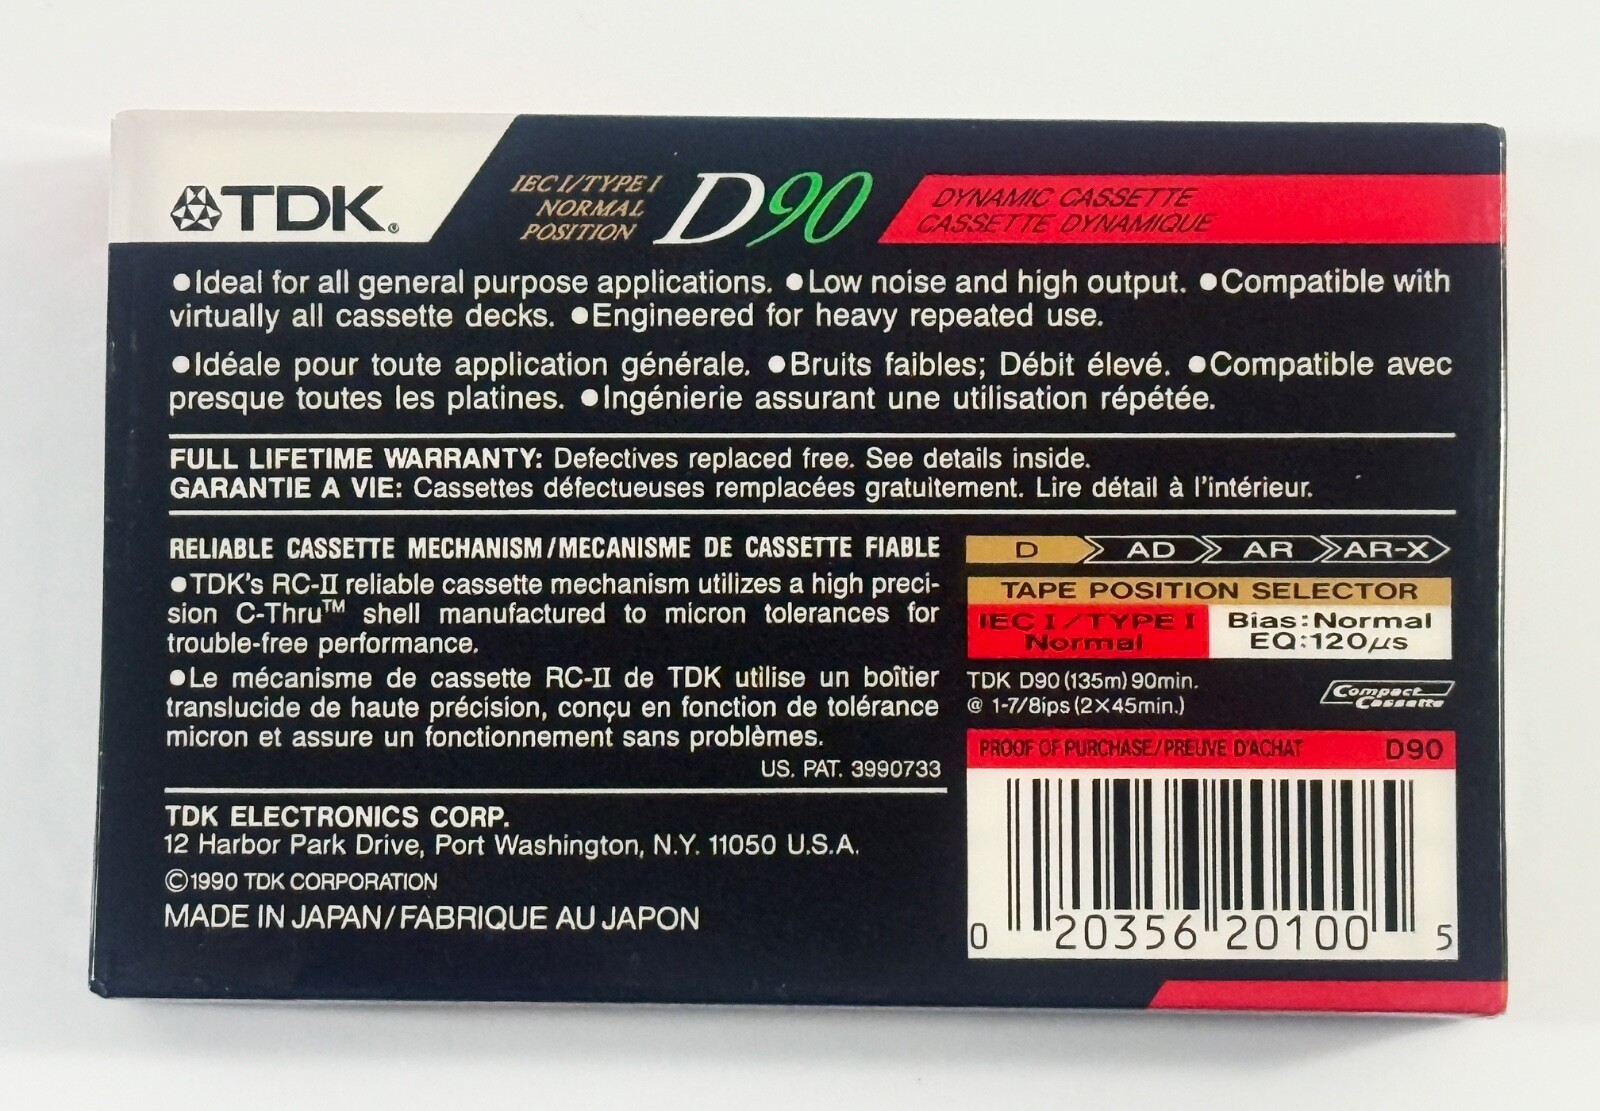 TDK®
IEC I/TYPE I
NORMAL
POSITION
D90
DYNAMIC CASSETTE
CASSETTE DYNAMIQUE
●Ideal for all general purpose applications. ●Low noise and high output. ●Compatible with
virtually all cassette decks. ●Engineered for heavy repeated use.
●Idéale pour toute application générale. ●Bruits faibles; Débit élevé. ●Compatible avec
presque toutes les platines. ●Ingénierie assurant une utilisation répétée.
FULL LIFETIME WARRANTY: Defectives replaced free. See details inside.
GARANTIE A VIE: Cassettes défectueuses remplacées gratuitement. Lire détail à l'intérieur.
RELIABLE CASSETTE MECHANISM/MECANISME DE CASSETTE FIABLE
●TDK's RC-II reliable cassette mechanism utilizes a high preci-
sion C-Thru™ shell manufactured to micron tolerances for
trouble-free performance.
●Le mécanisme de cassette RC-II de TDK utilise un boîtier
translucide de haute précision, conçu en fonction de tolérance
micron et assure un fonctionnement sans problèmes.
US. PAT. 3990733
TDK ELECTRONICS CORP.
12 Harbor Park Drive, Port Washington, N.Y. 11050 U.S.A.
©1990 TDK CORPORATION
MADE IN JAPAN/FABRIQUE AU JAPON
D AD AR AR-X
TAPE POSITION SELECTOR
IEC I/TYPE I
Normal
Bias:Normal
EQ:120μs
TDK D90 (135m) 90min.
@ 1-7/8ips (2X45min.)
Compact
Cassette
PROOF OF PURCHASE/PREUVE D'ACHAT D90
0 20356 20100 5